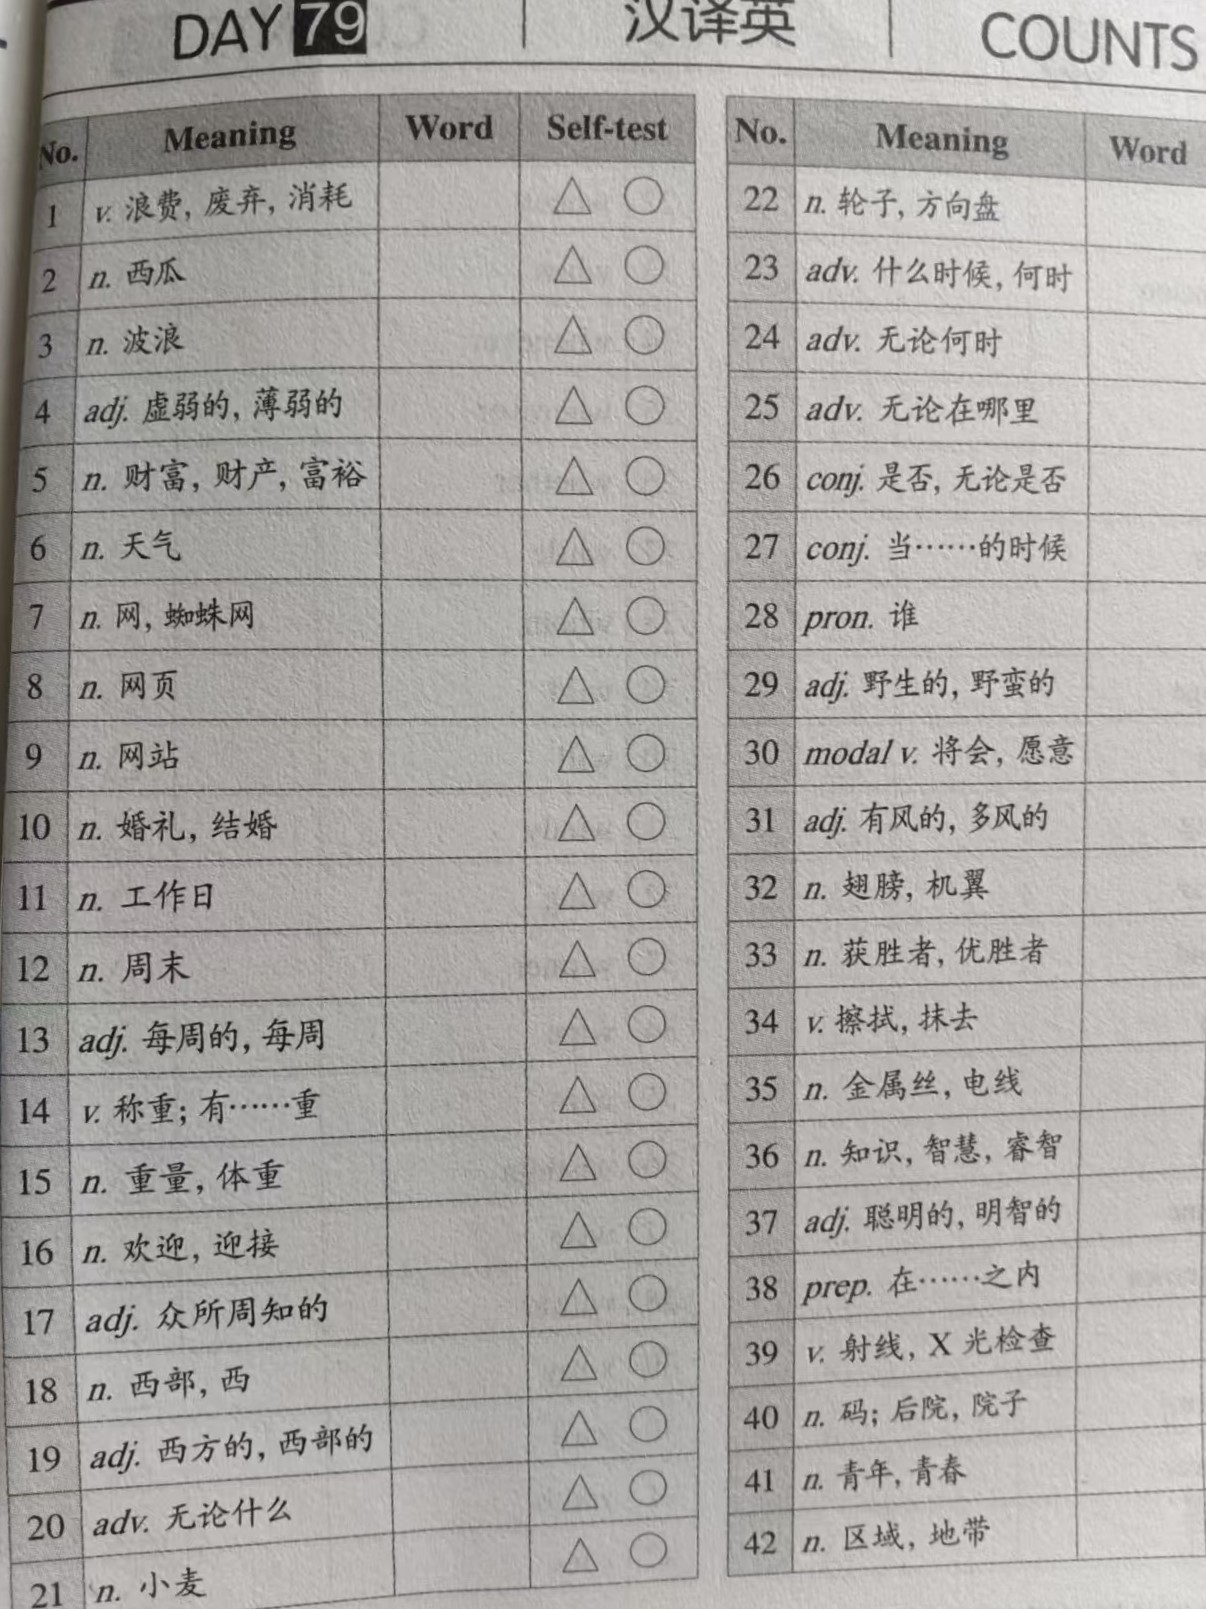 DAY 79 汉译英 COUNTS
No. Meaning Word Self-test
1 v. 浪费, 废弃, 消耗 △ ○
2 n. 西瓜 △ ○
3 n. 波浪 △ ○
4 adj. 虚弱的, 薄弱的 △ ○
5 n. 财富, 财产, 富裕 △ ○
6 n. 天气 △ ○
7 n. 网, 蜘蛛网 △ ○
8 n. 网页 △ ○
9 n. 网站 △ ○
10 n. 婚礼, 结婚 △ ○
11 n. 工作日 △ ○
12 n. 周末 △ ○
13 adj. 每周的, 每周 △ ○
14 v. 称重; 有……重 △ ○
15 n. 重量, 体重 △ ○
16 n. 欢迎, 迎接 △ ○
17 adj. 众所周知的 △ ○
18 n. 西部, 西 △ ○
19 adj. 西方的, 西部的 △ ○
20 adv. 无论什么 △ ○
21 n. 小麦 △ ○
No. Meaning Word
22 n. 轮子, 方向盘
23 adv. 什么时候, 何时
24 adv. 无论何时
25 adv. 无论在哪里
26 conj. 是否, 无论是否
27 conj. 当……的时候
28 pron. 谁
29 adj. 野生的, 野蛮的
30 modal v. 将会, 愿意
31 adj. 有风的, 多风的
32 n. 翅膀, 机翼
33 n. 获胜者, 优胜者
34 v. 擦拭, 抹去
35 n. 金属丝, 电线
36 n. 知识, 智慧, 睿智
37 adj. 聪明的, 明智的
38 prep. 在……之内
39 v. 射线, X 光检查
40 n. 码; 后院, 院子
41 n. 青年, 青春
42 n. 区域, 地带